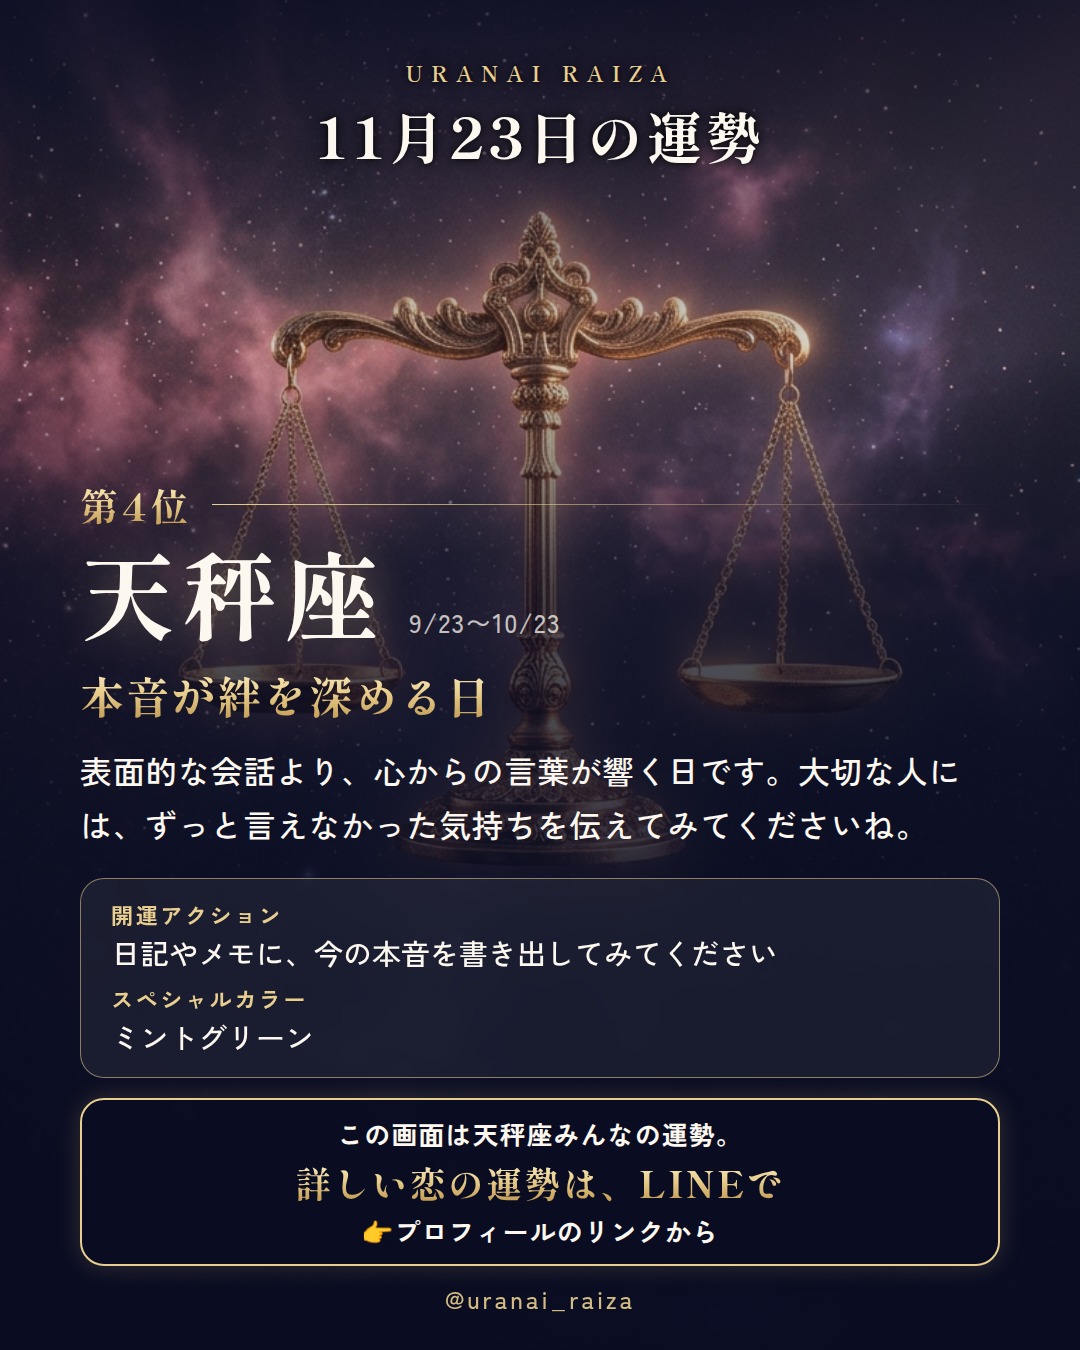 URANAI RAIZA
11月23日の運勢
第4位
天秤座 9/23〜10/23
本音が絆を深める日
表面的な会話より、心からの言葉が響く日です。大切な人に
は、ずっと言えなかった気持ちを伝えてみてくださいね。
開運アクション
日記やメモに、今の本音を書き出してみてください
スペシャルカラー
ミントグリーン
この画面は天秤座みんなの運勢。
詳しい恋の運勢は、LINEで
👉プロフィールのリンクから
@uranai_raiza